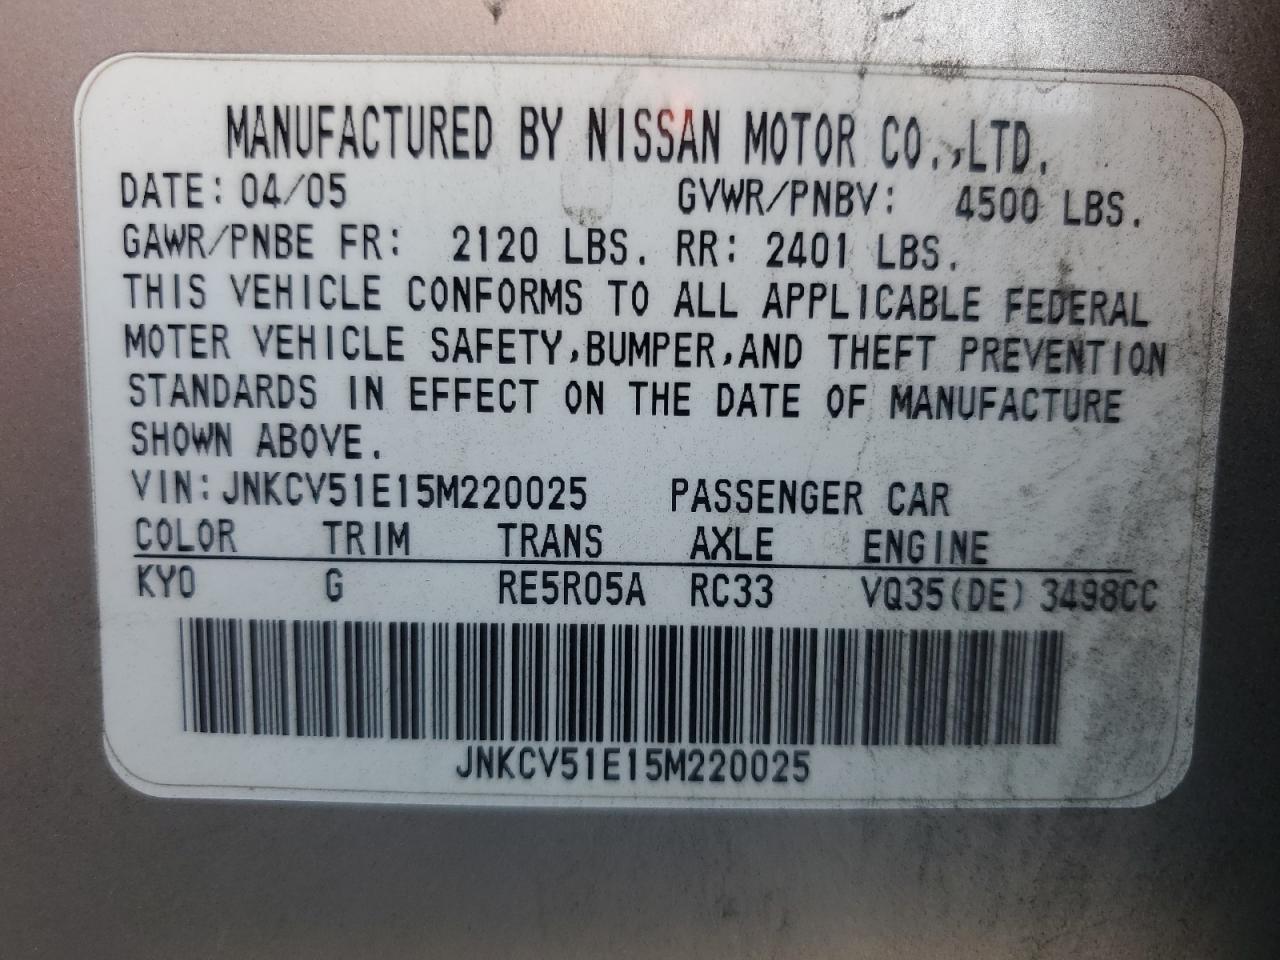 MANUFACTURED BY NISSAN MOTOR CO.,LTD.
DATE: 04/05 GVWR/PNBV: 4500 LBS.
GAWR/PNBE FR: 2120 LBS. RR: 2401 LBS.
THIS VEHICLE CONFORMS TO ALL APPLICABLE FEDERAL
MOTER VEHICLE SAFETY,BUMPER,AND THEFT PREVENTION
STANDARDS IN EFFECT ON THE DATE OF MANUFACTURE
SHOWN ABOVE.
VIN:JNKCV51E15M220025 PASSENGER CAR
COLOR TRIM TRANS AXLE ENGINE
KY0 G RE5R05A RC33 VQ35(DE) 3498CC
JNKCV51E15M220025